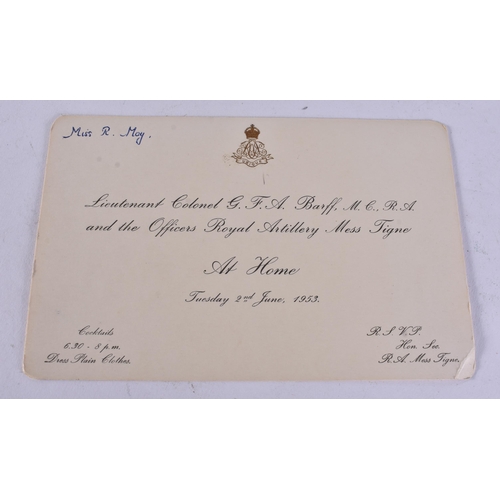 Miss R. Moy.
Lieutenant Colonel G. F. A. Barff, M. C., R. A.
and the Officers Royal Artillery Mess Tigne
At Home
Tuesday 2nd June, 1953.
Cocktails
6.30 - 8 p.m.
Dress Plain Clothes.
R. S. V. P.
Hon. Sec.
R. A. Mess Tigne.